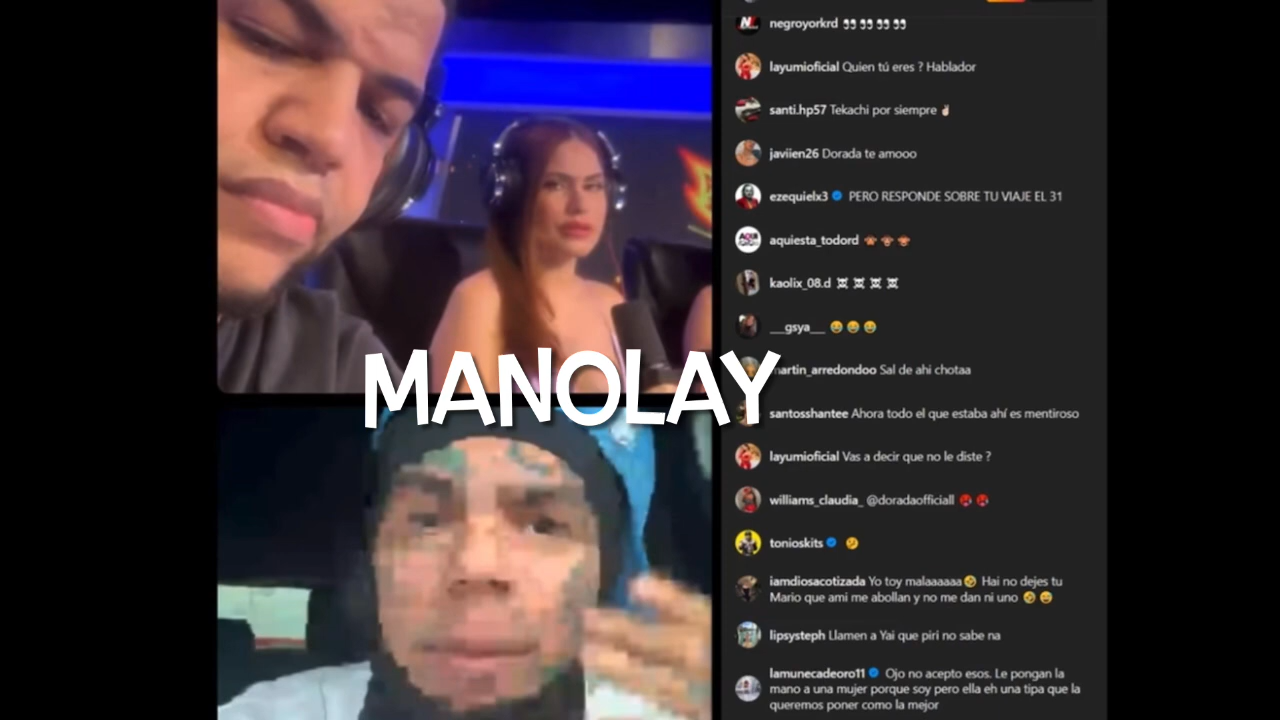 negroyorkrd 👀👀👀👀
layumioficial Quien tú eres ? Hablador
santi.hp57 Tekachi por siempre ✌🏻
javiien26 Dorada te amooo
ezequielx3 PERO RESPONDE SOBRE TU VIAJE EL 31
aquiesta_todord 🙈🙊🙉
kaolix_08.d ☠️☠️☠️☠️
__gsya__ 😭😭😭
MANOLAY
martin_arredondoo Sal de ahi chotaa
santosshantee Ahora todo el que estaba ahí es mentiroso
layumioficial Vas a decir que no le diste ?
williams_claudia_ @doradaofficiall 👹👹
tonioskits 🤣
iamdiosacotizada Yo toy malaaaaaa🤣 Hai no dejes tu
Mario que ami me abollan y no me dan ni uno 🤣😅
lipsysteph Llamen a Yai que piri no sabe na
lamunecadeoro11 Ojo no acepto esos. Le pongan la
mano a una mujer porque soy pero ella eh una tipa que la
queremos poner como la mejor